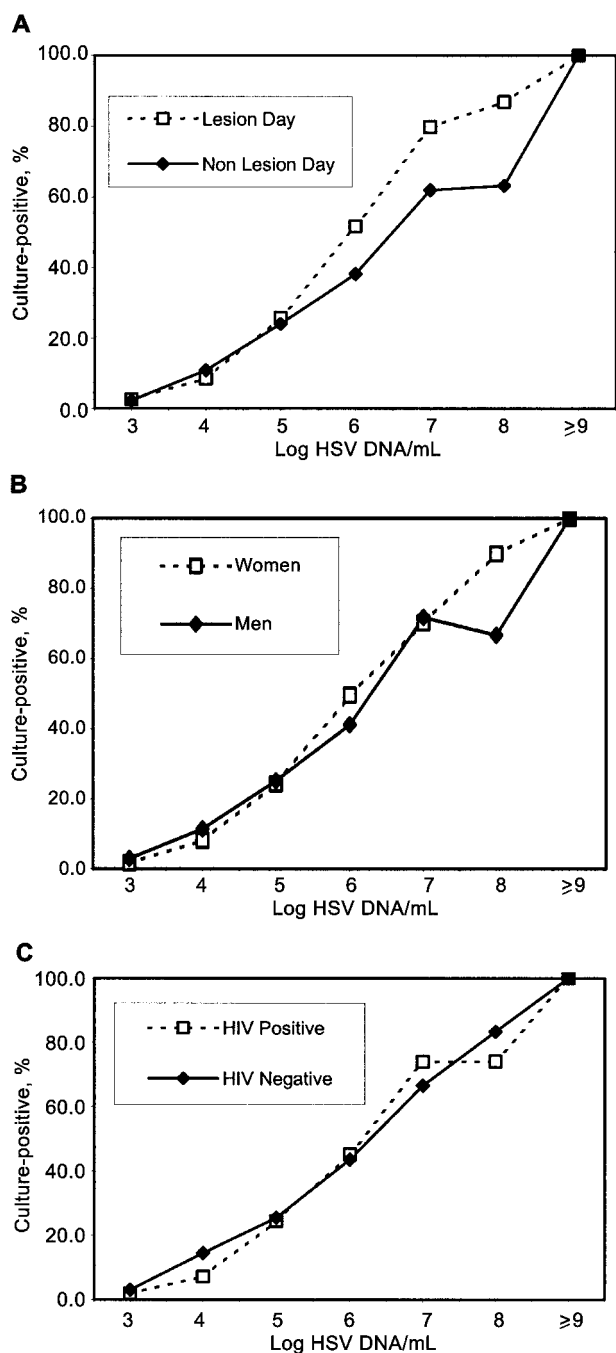 A
100.0
80.0
60.0
40.0
20.0
0.0
Culture-positive, %
Lesion Day
Non Lesion Day
3 4 5 6 7 8 ⩾9
Log HSV DNA/mL
B
100.0
80.0
60.0
40.0
20.0
0.0
Culture-positive, %
Women
Men
3 4 5 6 7 8 ⩾9
Log HSV DNA/mL
C
100.0
80.0
60.0
40.0
20.0
0.0
Culture-positive, %
HIV Positive
HIV Negative
3 4 5 6 7 8 ⩾9
Log HSV DNA/mL